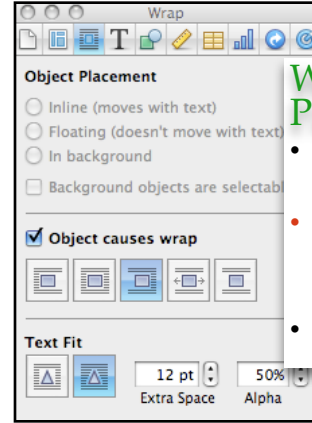 Wrap
T
Object Placement
Inline (moves with text)
Floating (doesn't move with text)
In background
Background objects are selectabl
Object causes wrap
Text Fit
12 pt
50%
Extra Space
Alpha
W
P